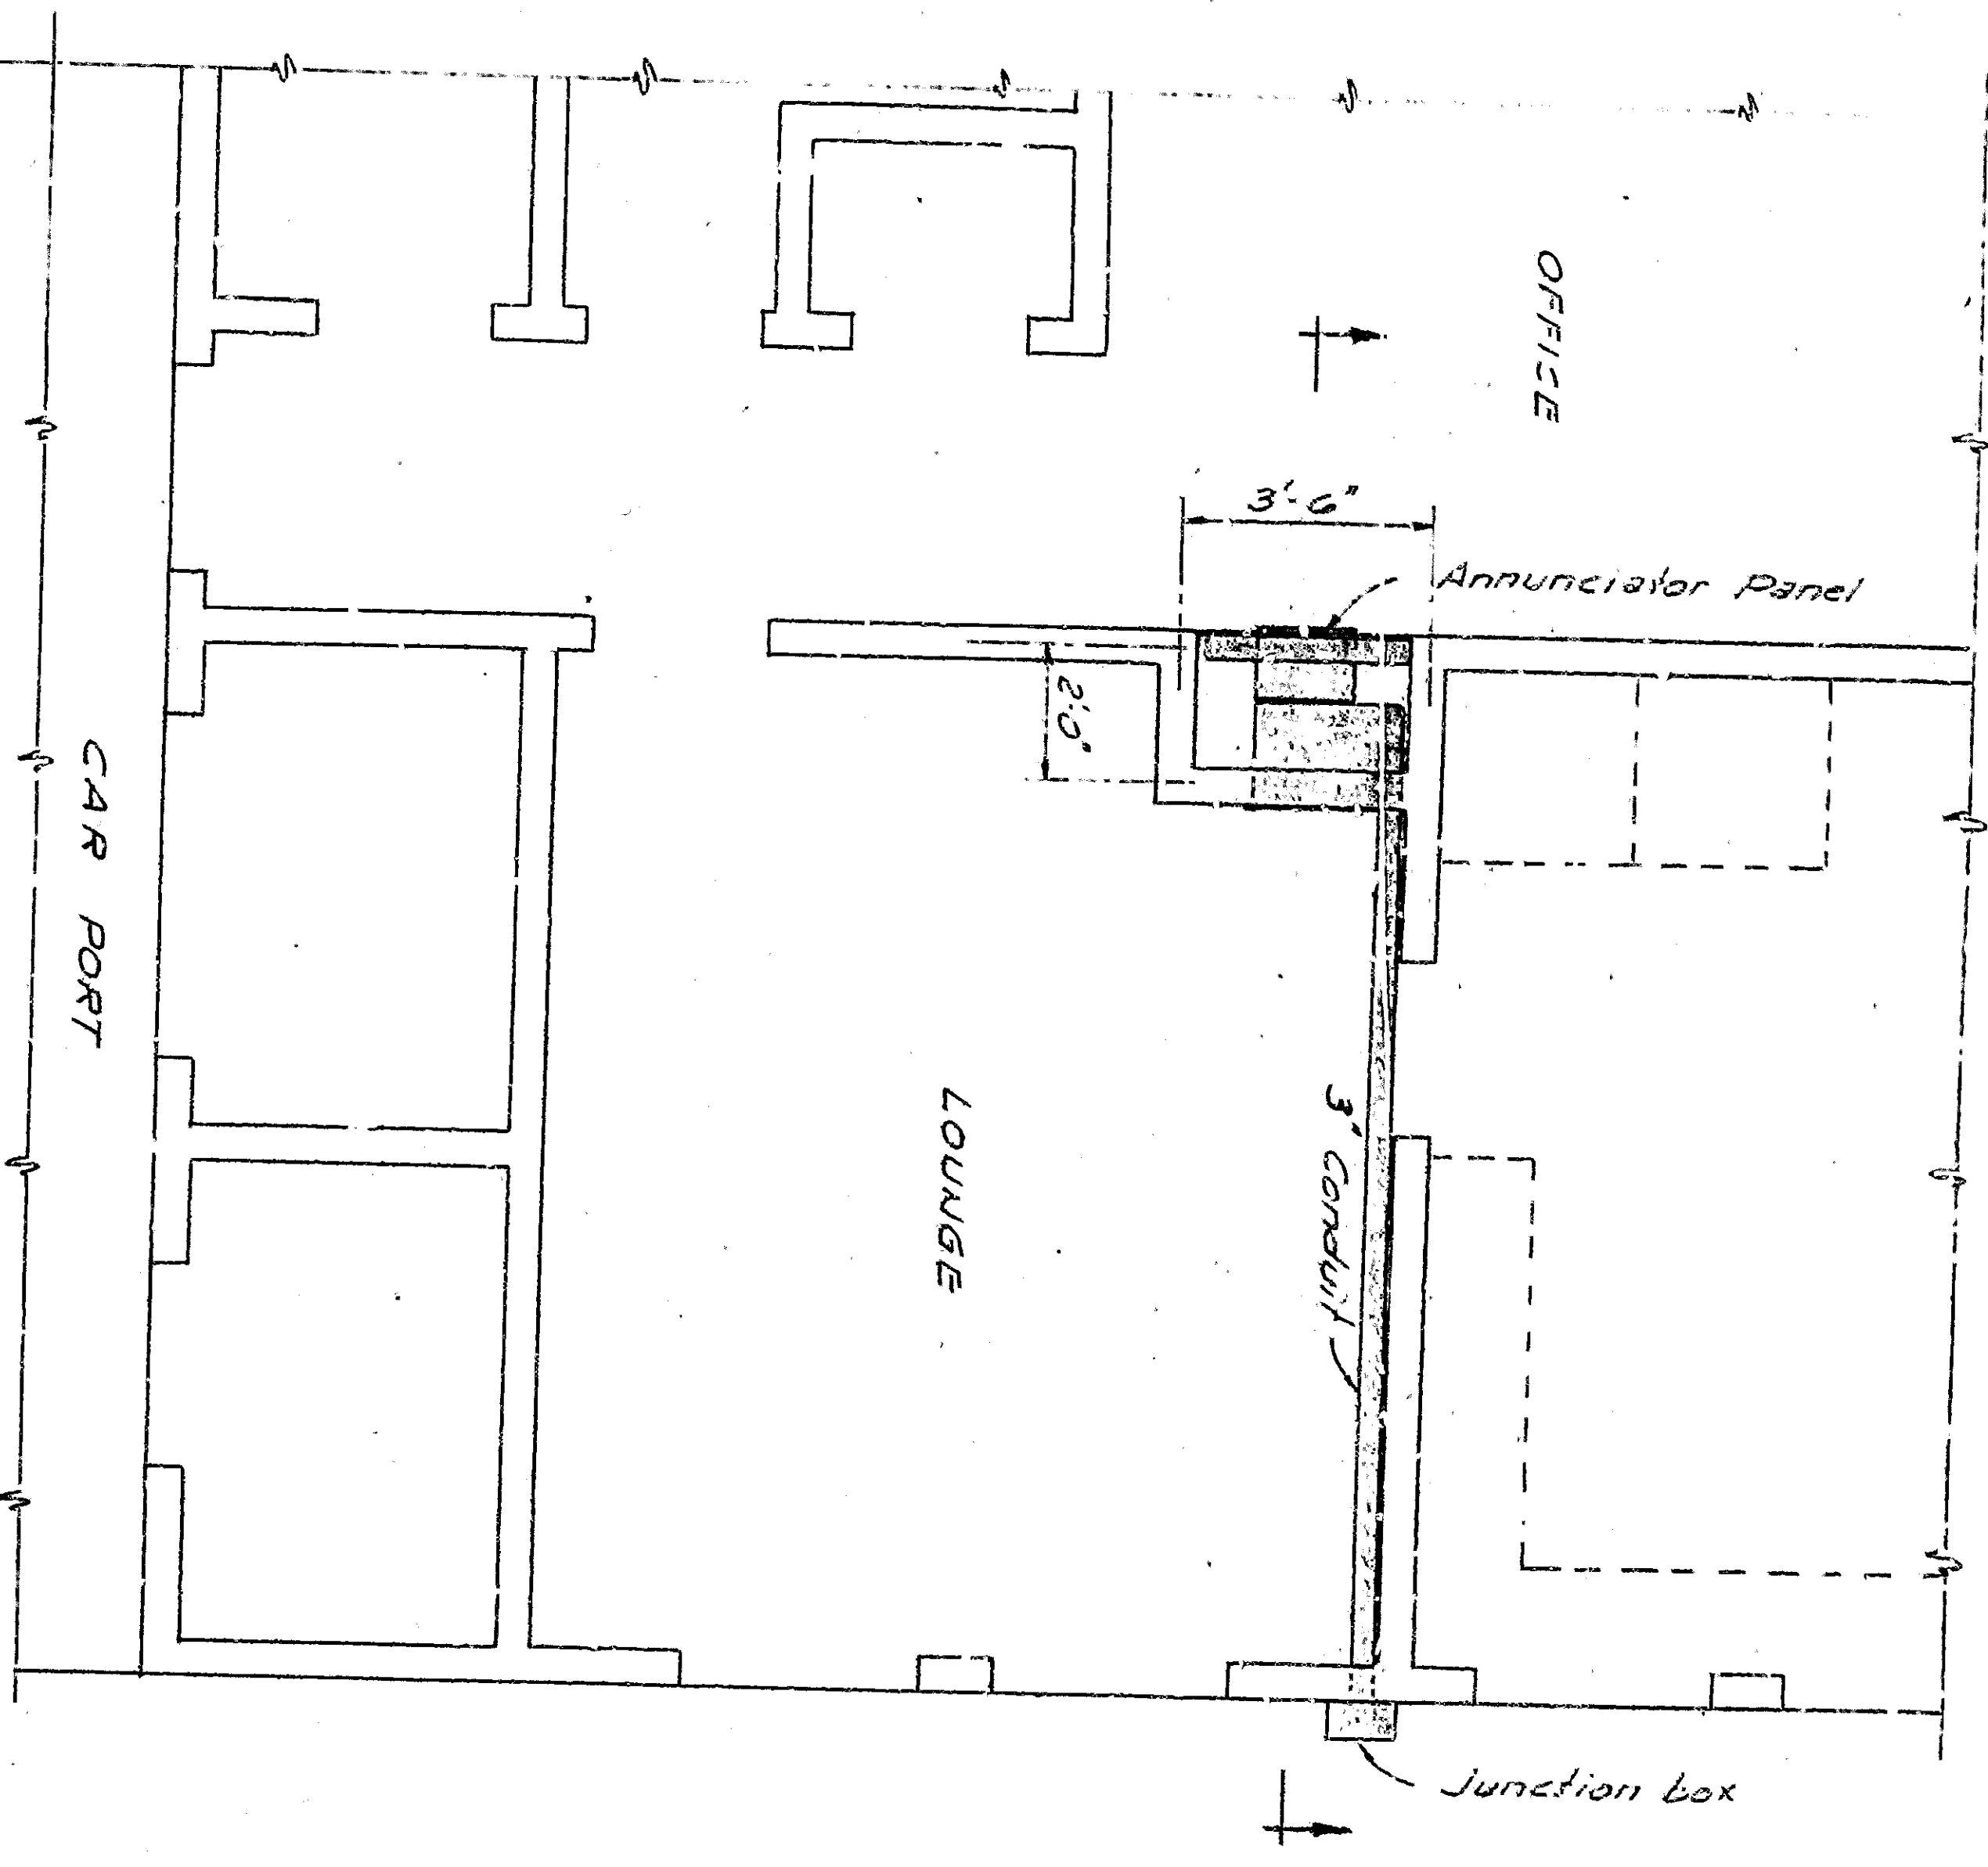 OFFICE
3'-6"
Annunciator Panel
2'-0"
CAR PORT
LOUNGE
3" Conduit
Junction box